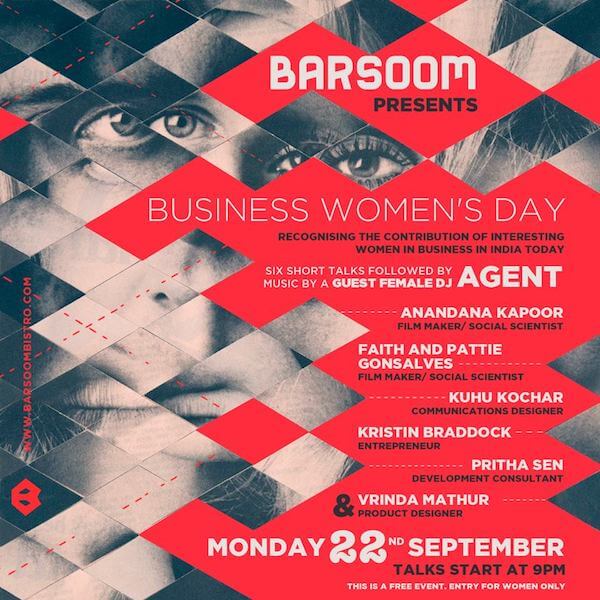 BARSOOM
PRESENTS
BUSINESS WOMEN'S DAY
RECOGNISING THE CONTRIBUTION OF INTERESTING
WOMEN IN BUSINESS IN INDIA TODAY
SIX SHORT TALKS FOLLOWED BY
MUSIC BY A GUEST FEMALE DJ AGENT
ANANDANA KAPOOR
FILM MAKER/ SOCIAL SCIENTIST
FAITH AND PATTIE
GONSALVES
FILM MAKER/ SOCIAL SCIENTIST
KUHU KOCHAR
COMMUNICATIONS DESIGNER
KRISTIN BRADDOCK
ENTREPRENEUR
PRITHA SEN
DEVELOPMENT CONSULTANT
& VRINDA MATHUR
PRODUCT DESIGNER
MONDAY 22ND SEPTEMBER
TALKS START AT 9PM
THIS IS A FREE EVENT. ENTRY FOR WOMEN ONLY
WWW.BARSOOMBISTRO.COM